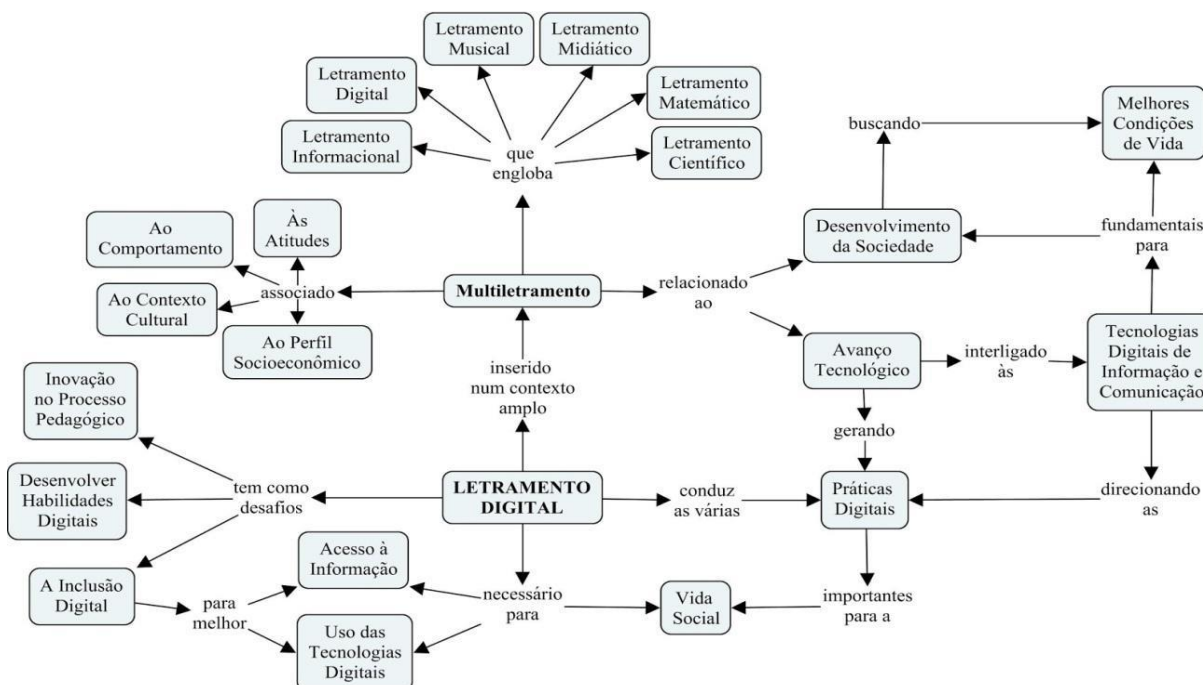 Letramento
Musical
Letramento
Midiático
Letramento
Digital
Letramento
Matemático
Letramento
Informacional
Letramento
Científico
que
engloba
buscando
Melhores
Condições
de Vida
Ao
Comportamento
Às
Atitudes
Desenvolvimento
da Sociedade
fundamentais
para
Ao Contexto
Cultural
associado
Multiletramento
relacionado
ao
Ao Perfil
Socioeconômico
Avanço
Tecnológico
interligado
às
Tecnologias
Digitais de
Informação e
Comunicação
Inovação
no Processo
Pedagógico
inserido
num contexto
amplo
gerando
Desenvolver
Habilidades
Digitais
tem como
desafios
LETRAMENTO
DIGITAL
conduz
as várias
Práticas
Digitais
direcionando
as
A Inclusão
Digital
para
melhor
Acesso à
Informação
necessário
para
Vida
Social
importantes
para a
Uso das
Tecnologias
Digitais